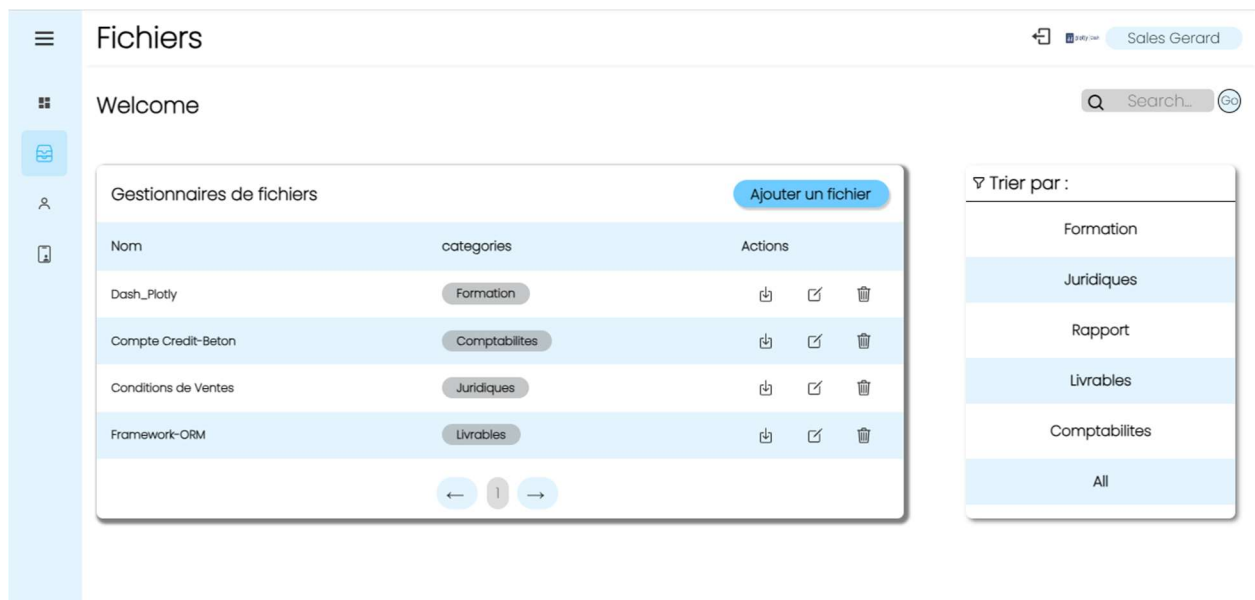 Fichiers
Sales Gerard
Welcome
Search...
Go
Gestionnaires de fichiers
Ajouter un fichier
Nom categories Actions
Dash_Plotly Formation
Compte Credit-Beton Comptabilites
Conditions de Ventes Juridiques
Framework-ORM Livrables
← 1 →
Trier par :
Formation
Juridiques
Rapport
Livrables
Comptabilites
All